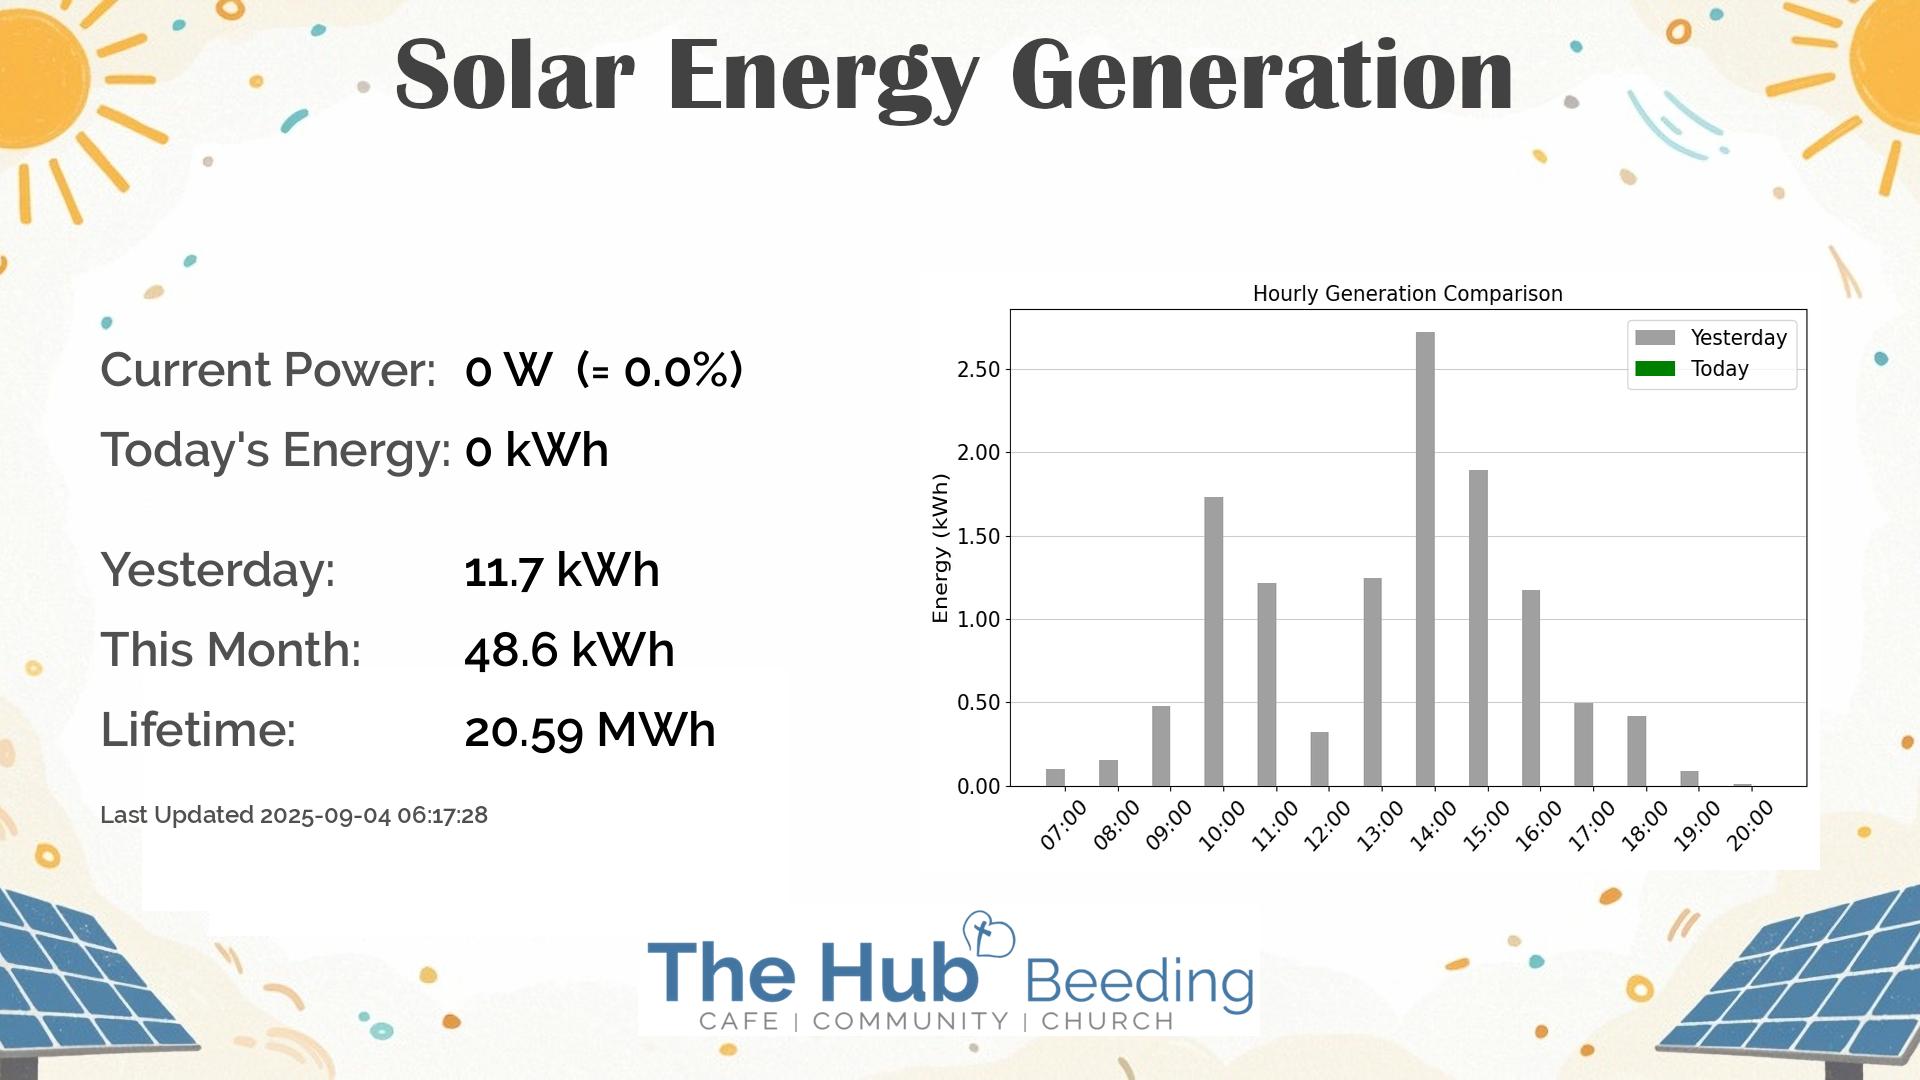 Solar Energy Generation
Current Power: 0 W (= 0.0%)
Today's Energy: 0 kWh
Yesterday: 11.7 kWh
This Month: 48.6 kWh
Lifetime: 20.59 MWh
Last Updated 2025-09-04 06:17:28
Hourly Generation Comparison
Yesterday
Today
Energy (kWh)
2.50
2.00
1.50
1.00
0.50
0.00
07:00 08:00 09:00 10:00 11:00 12:00 13:00 14:00 15:00 16:00 17:00 18:00 19:00 20:00
The Hub Beeding
CAFE | COMMUNITY | CHURCH